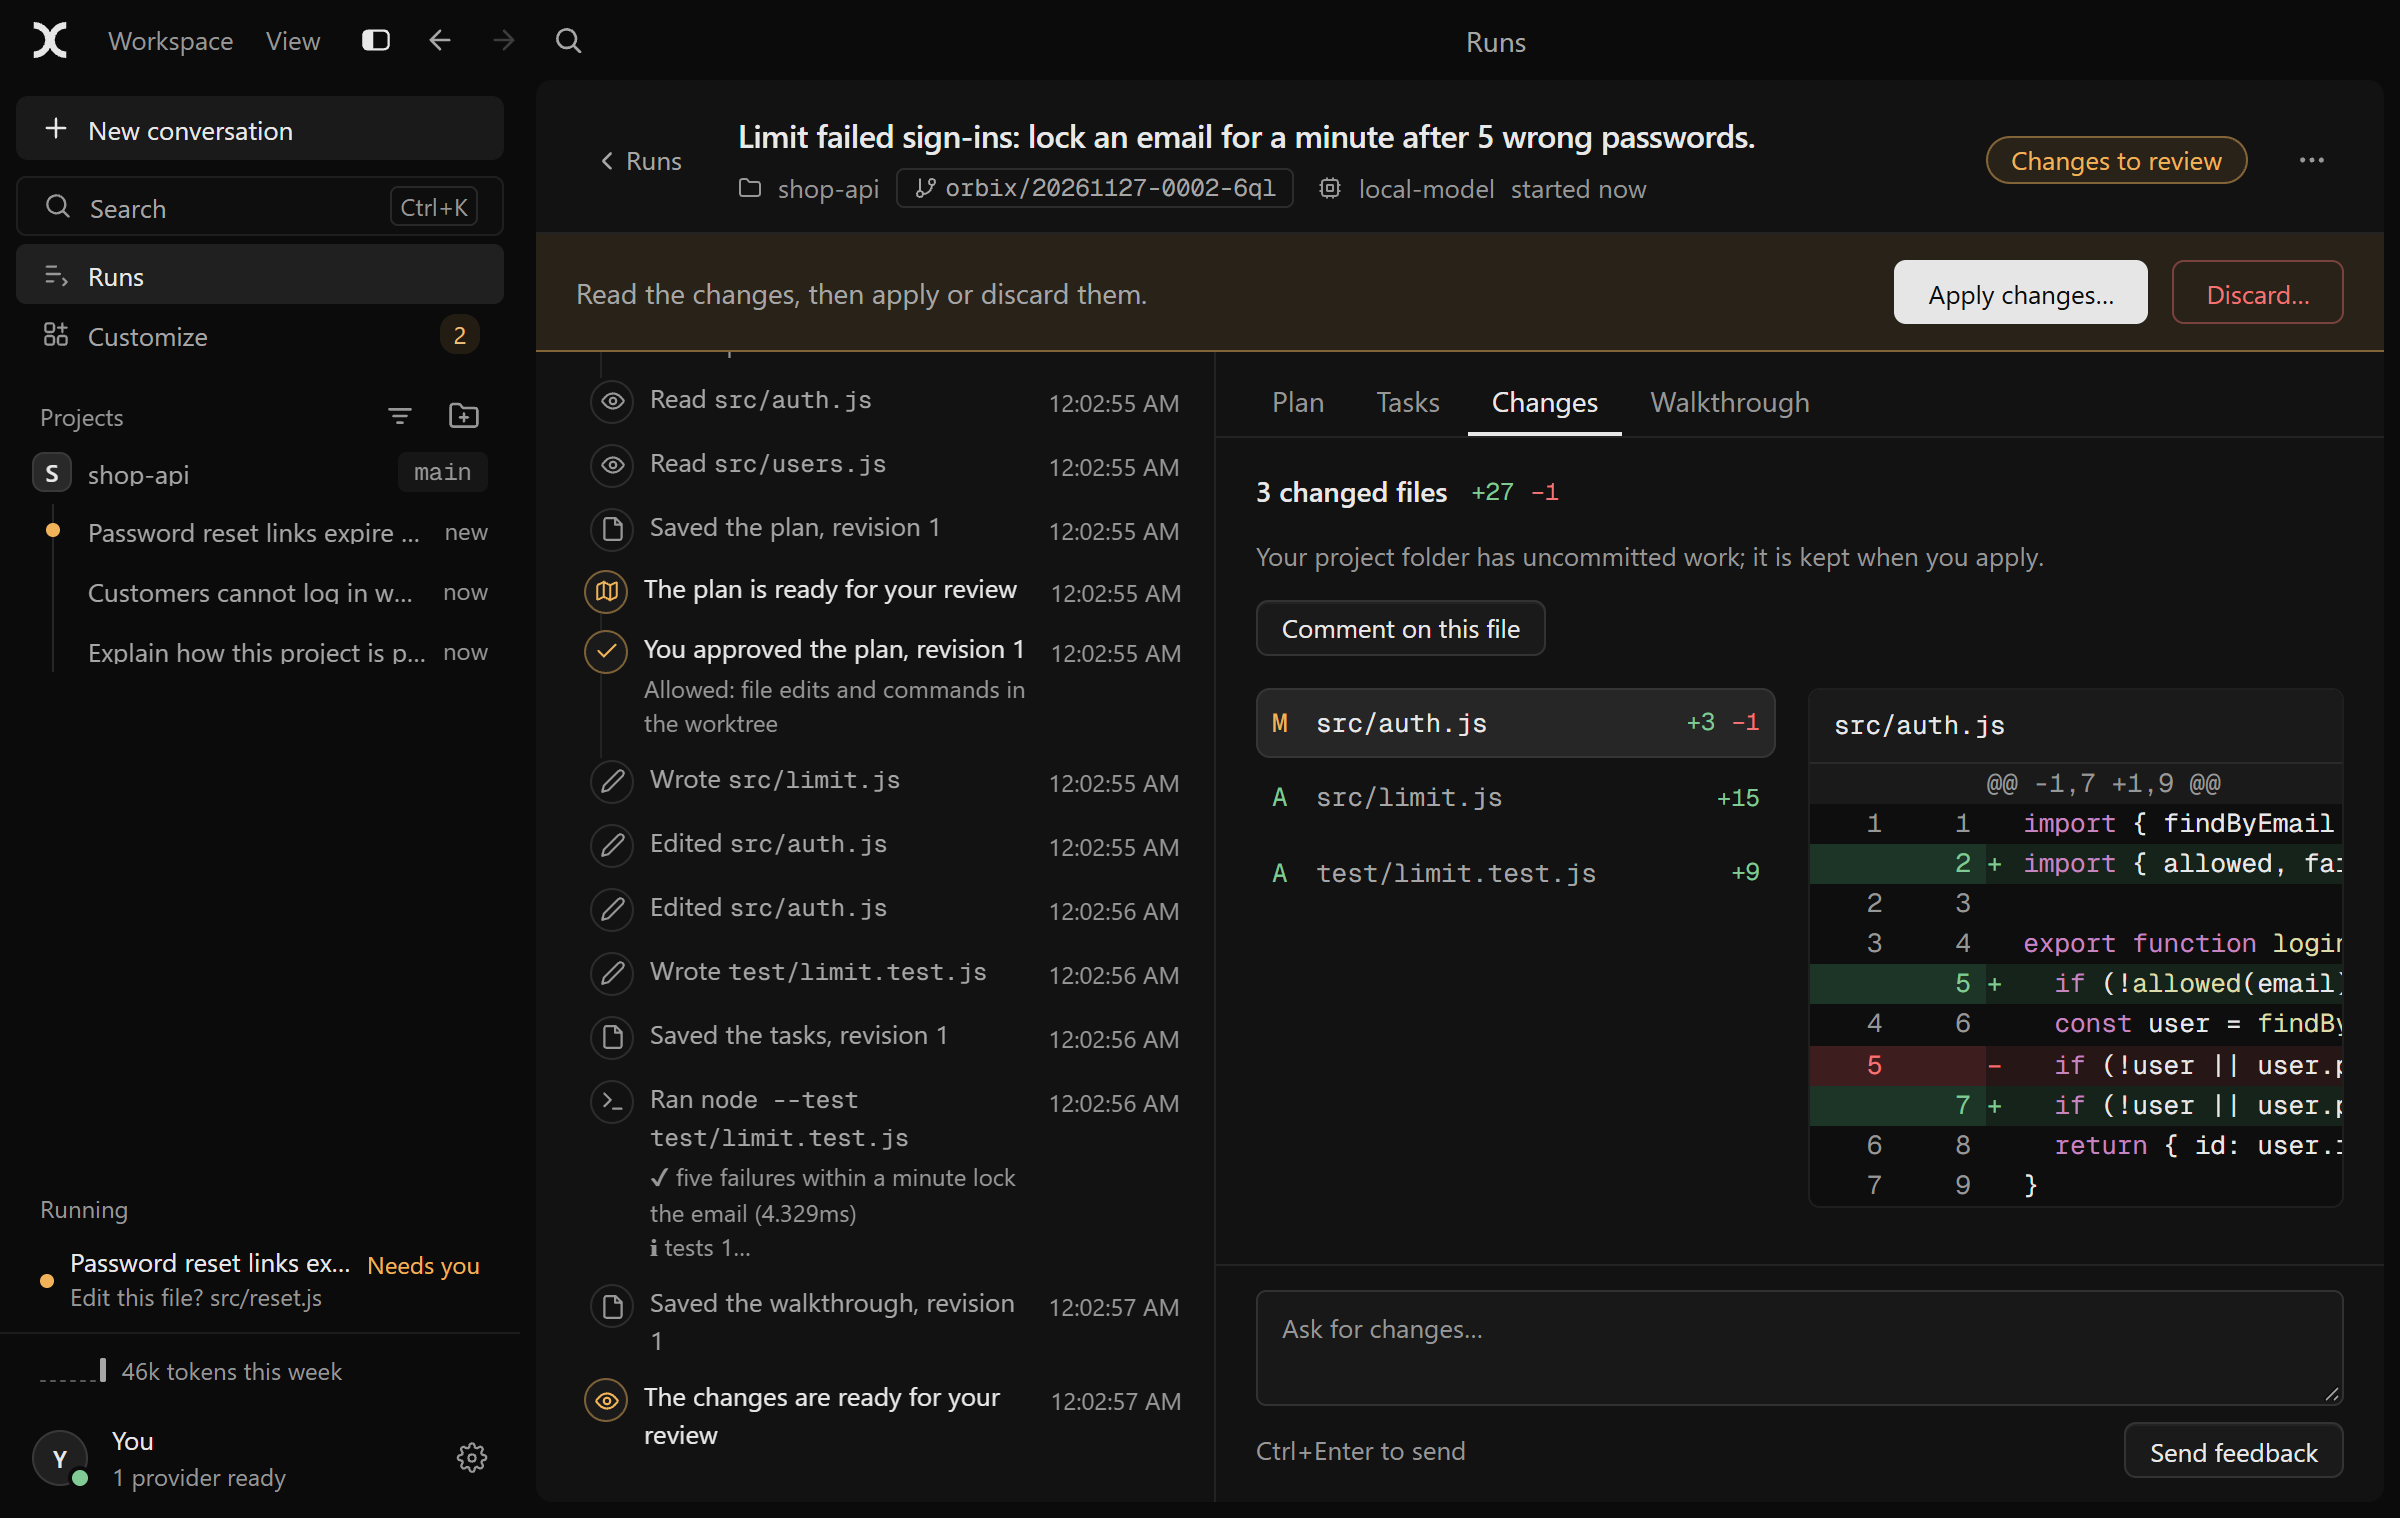 Workspace View
Runs
New conversation
Search Ctrl+K
Runs
Customize 2
Projects
S shop-api main
Password reset links expire ... new
Customers cannot log in w... now
Explain how this project is p... now
Running
Password reset links ex... Needs you
Edit this file? src/reset.js
46k tokens this week
Y You
1 provider ready
Runs
Limit failed sign-ins: lock an email for a minute after 5 wrong passwords.
shop-api orbix/20261127-0002-6ql local-model started now
Changes to review
Read the changes, then apply or discard them.
Apply changes...
Discard...
Read src/auth.js 12:02:55 AM
Read src/users.js 12:02:55 AM
Saved the plan, revision 1 12:02:55 AM
The plan is ready for your review 12:02:55 AM
You approved the plan, revision 1 12:02:55 AM
Allowed: file edits and commands in
the worktree
Wrote src/limit.js 12:02:55 AM
Edited src/auth.js 12:02:55 AM
Edited src/auth.js 12:02:56 AM
Wrote test/limit.test.js 12:02:56 AM
Saved the tasks, revision 1 12:02:56 AM
Ran node --test 12:02:56 AM
test/limit.test.js
✓ five failures within a minute lock
the email (4.329ms)
ℹ tests 1...
Saved the walkthrough, revision 12:02:57 AM
1
The changes are ready for your 12:02:57 AM
review
Plan Tasks Changes Walkthrough
3 changed files +27 −1
Your project folder has uncommitted work; it is kept when you apply.
Comment on this file
M src/auth.js +3 −1
A src/limit.js +15
A test/limit.test.js +9
src/auth.js
@@ -1,7 +1,9 @@
1 1 import { findByEmail
2 + import { allowed,
2 3
3 4 export function
5 + if (!allowed(email)
4 6 const user =
5 − if (!user || user.
7 + if (!user || user.
6 8 return { id: user.
7 9 }
Ask for changes...
Ctrl+Enter to send
Send feedback